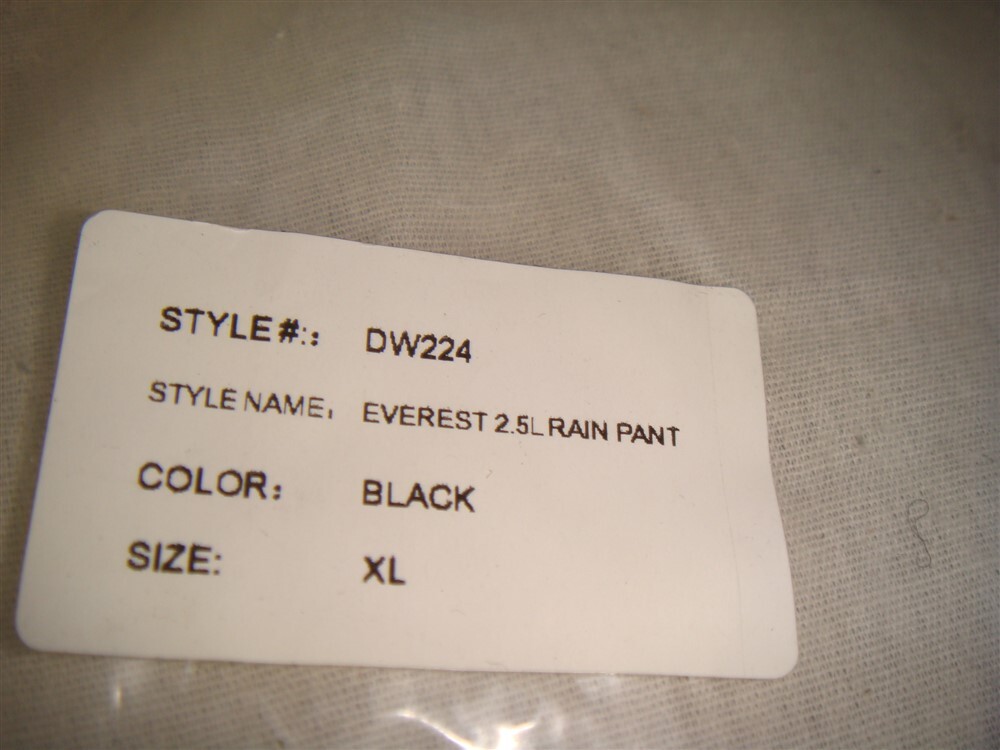 STYLE #:: DW224
STYLE NAME: EVEREST 2.5L RAIN PANT
COLOR: BLACK
SIZE: XL